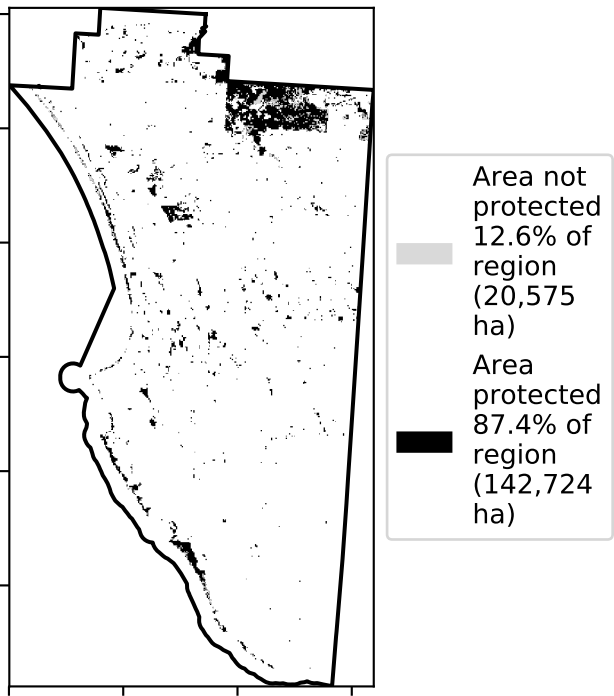 Area not
protected
12.6% of
region
(20,575
ha)
Area
protected
87.4% of
region
(142,724
ha)